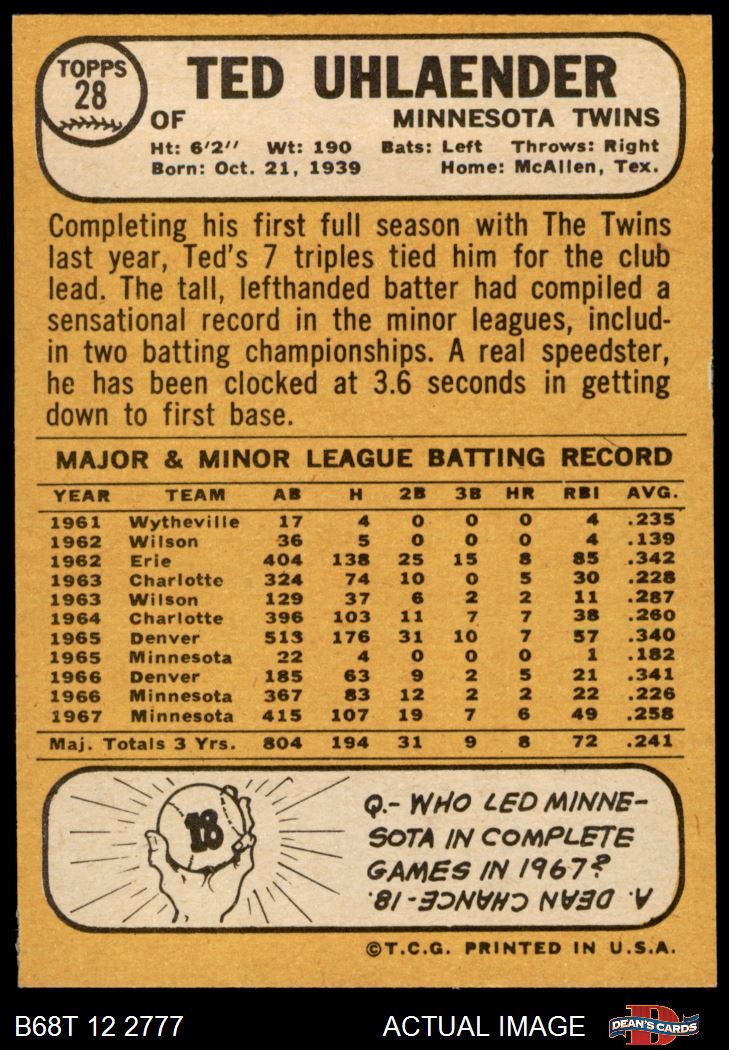 TOPPS
28
TED UHLAENDER
OF MINNESOTA TWINS
Ht: 6'2" Wt: 190 Bats: Left Throws: Right
Born: Oct. 21, 1939 Home: McAllen, Tex.
Completing his first full season with The Twins
last year, Ted's 7 triples tied him for the club
lead. The tall, lefthanded batter had compiled a
sensational record in the minor leagues, includ-
in two batting championships. A real speedster,
he has been clocked at 3.6 seconds in getting
down to first base.
MAJOR & MINOR LEAGUE BATTING RECORD
YEAR TEAM AB H 2B 3B HR RBI AVG.
1961 Wytheville 17 4 0 0 0 4 .235
1962 Wilson 36 5 0 0 0 4 .139
1962 Erie 404 138 25 15 8 85 .342
1963 Charlotte 324 74 10 0 5 30 .228
1963 Wilson 129 37 6 2 2 11 .287
1964 Charlotte 396 103 11 7 7 38 .260
1965 Denver 513 176 31 10 7 57 .340
1965 Minnesota 22 4 0 0 0 1 .182
1966 Denver 185 63 9 2 5 21 .341
1966 Minnesota 367 83 12 2 2 22 .226
1967 Minnesota 415 107 19 7 6 49 .258
Maj. Totals 3 Yrs. 804 194 31 9 8 72 .241
18
Q.- WHO LED MINNE-
SOTA IN COMPLETE
GAMES IN 1967?
A. DEAN CHANCE-18.
©T.C.G. PRINTED IN U.S.A.
B68T 12 2777 ACTUAL IMAGE
D
DEAN'S CARDS